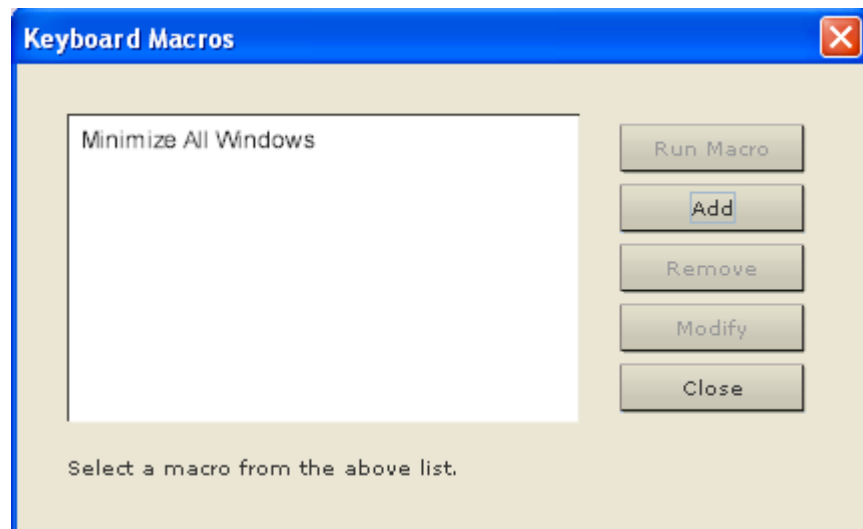 Keyboard Macros
Minimize All Windows
Run Macro
Add
Remove
Modify
Close
Select a macro from the above list.